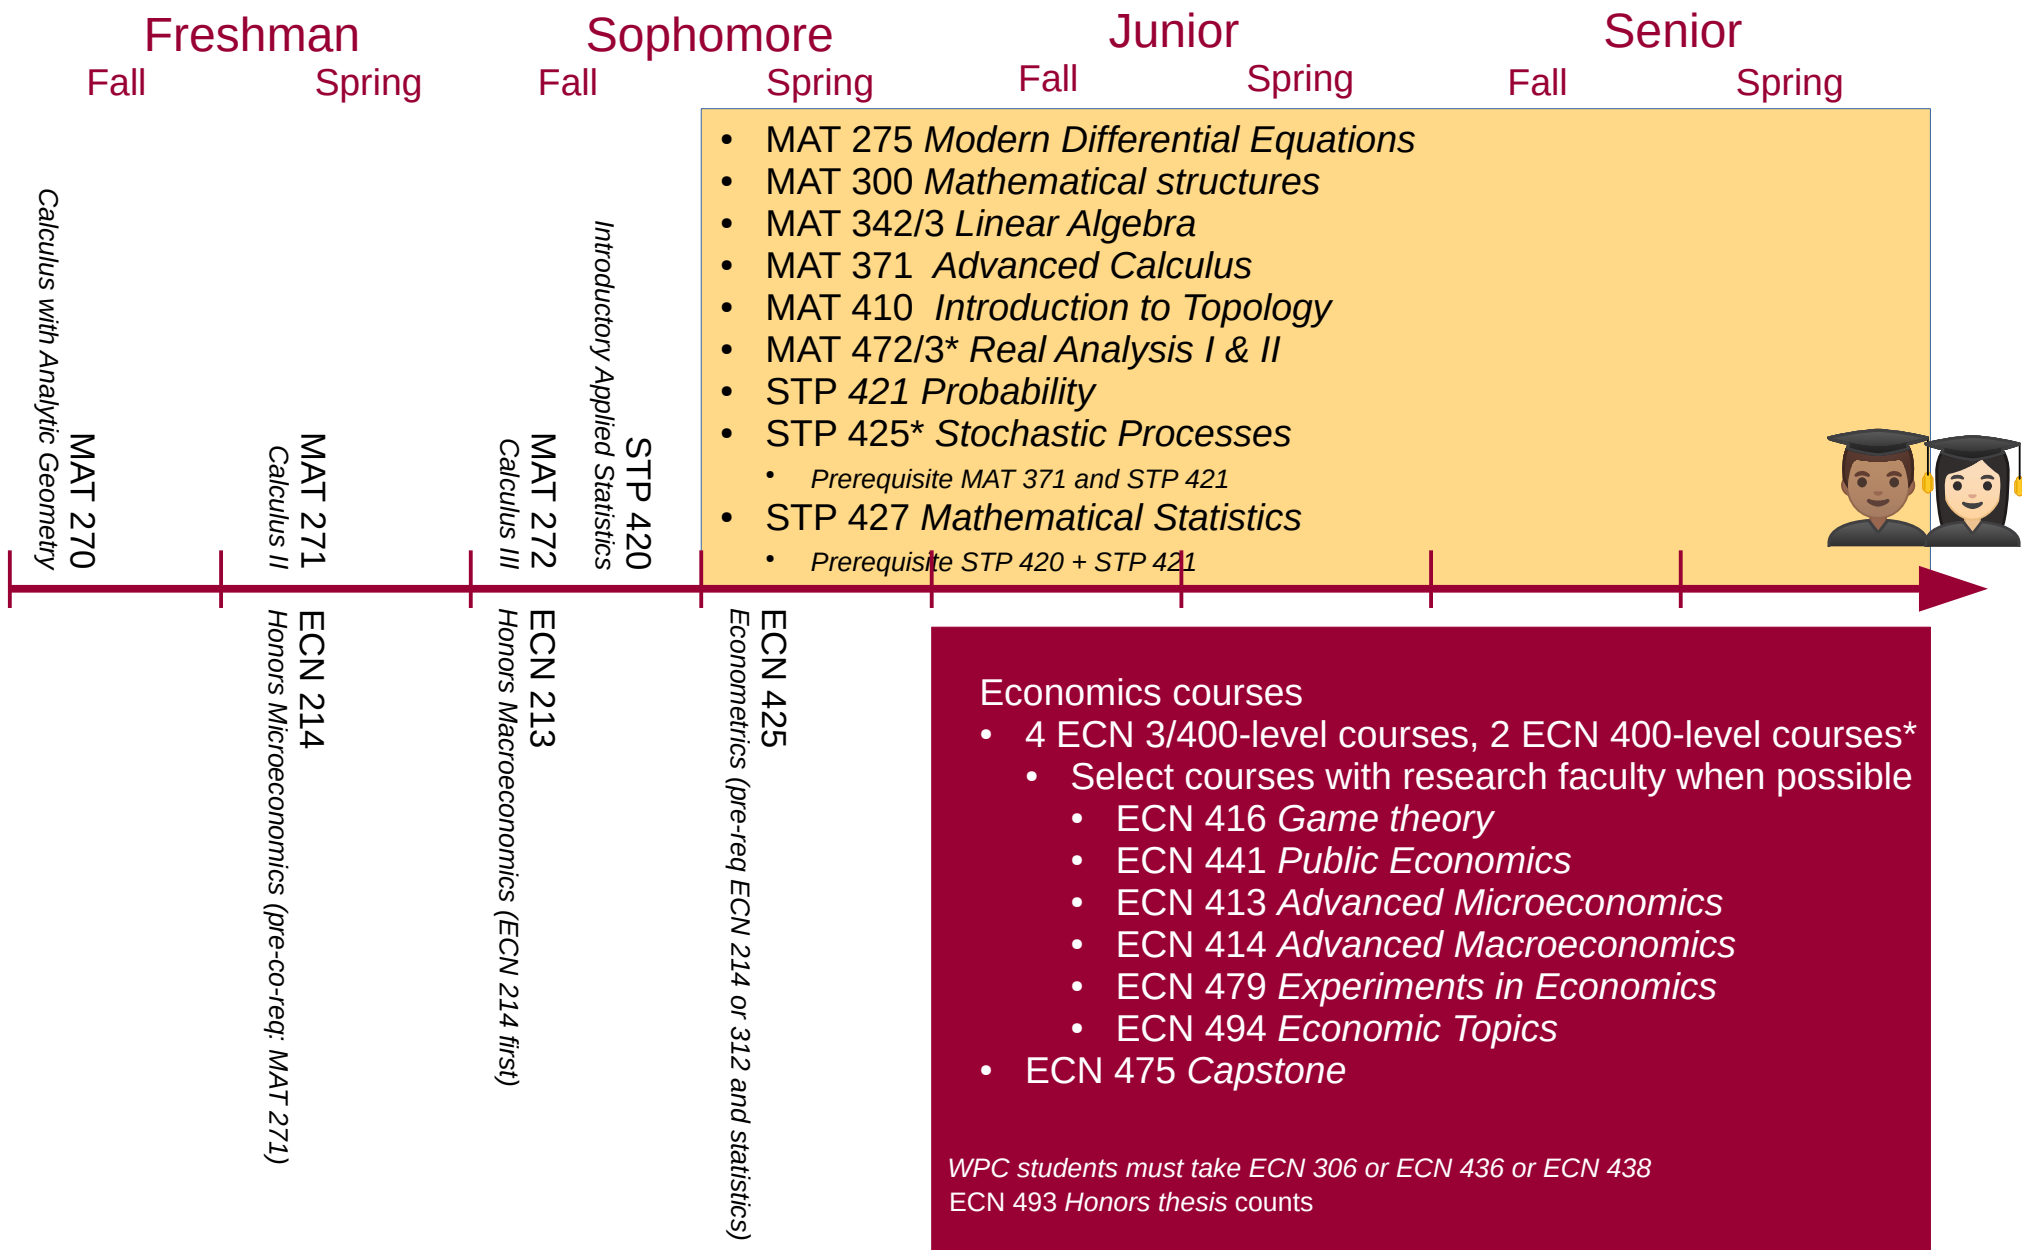 Freshman
Sophomore
Junior
Senior
Fall
Spring
Fall
Spring
Fall
Spring
Fall
Spring
Calculus with Analytic Geometry
MAT 270
Calculus II
MAT 271
Calculus III
MAT 272
Introductory Applied Statistics
STP 420
• MAT 275 Modern Differential Equations
• MAT 300 Mathematical structures
• MAT 342/3 Linear Algebra
• MAT 371 Advanced Calculus
• MAT 410 Introduction to Topology
• MAT 472/3* Real Analysis I & II
• STP 421 Probability
• STP 425* Stochastic Processes
• Prerequisite MAT 371 and STP 421
• STP 427 Mathematical Statistics
• Prerequisite STP 420 + STP 421
ECN 214
Honors Microeconomics (pre-co-req: MAT 271)
ECN 213
Honors Macroeconomics (ECN 214 first)
ECN 425
Econometrics (pre-req ECN 214 or 312 and statistics)
Economics courses
• 4 ECN 3/400-level courses, 2 ECN 400-level courses*
• Select courses with research faculty when possible
• ECN 416 Game theory
• ECN 441 Public Economics
• ECN 413 Advanced Microeconomics
• ECN 414 Advanced Macroeconomics
• ECN 479 Experiments in Economics
• ECN 494 Economic Topics
• ECN 475 Capstone
WPC students must take ECN 306 or ECN 436 or ECN 438
ECN 493 Honors thesis counts